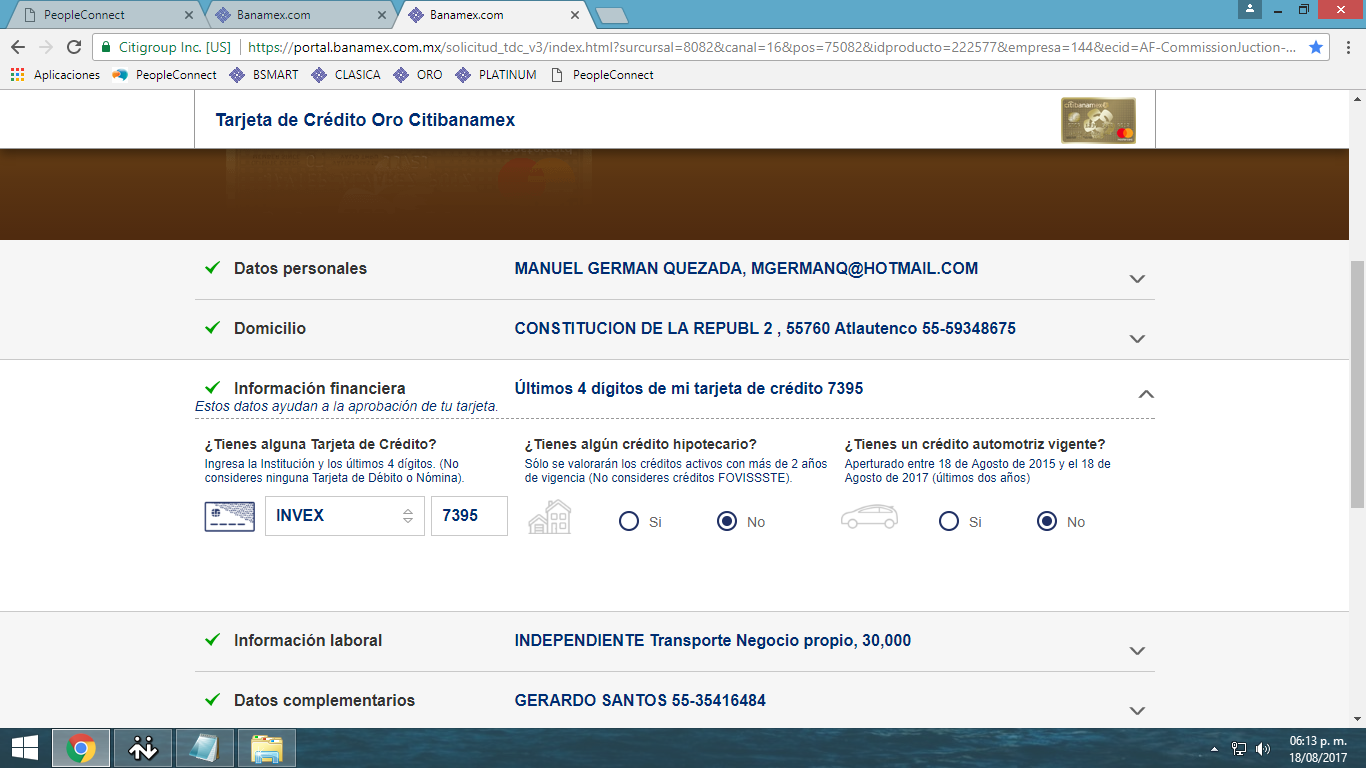 PeopleConnect
Banamex.com
Banamex.com
Citigroup Inc. [US]
https://portal.banamex.com.mx/solicitud_tdc_v3/index.html?surcursal=8082&canal=16&pos=75082&idproducto=222577&empresa=144&ecid=AF-CommissionJuction-...
Aplicaciones PeopleConnect BSMART CLASICA ORO PLATINUM PeopleConnect
Tarjeta de Crédito Oro Citibanamex
citibanamex
Datos personales MANUEL GERMAN QUEZADA, MGERMANQ@HOTMAIL.COM
Domicilio CONSTITUCION DE LA REPUBL 2 , 55760 Atlautenco 55-59348675
Información financiera Últimos 4 dígitos de mi tarjeta de crédito 7395
Estos datos ayudan a la aprobación de tu tarjeta.
¿Tienes alguna Tarjeta de Crédito?
Ingresa la Institución y los últimos 4 dígitos. (No
consideres ninguna Tarjeta de Débito o Nómina).
INVEX 7395
¿Tienes algún crédito hipotecario?
Sólo se valorarán los créditos activos con más de 2 años
de vigencia (No consideres créditos FOVISSSTE).
Si No
¿Tienes un crédito automotriz vigente?
Aperturado entre 18 de Agosto de 2015 y el 18 de
Agosto de 2017 (últimos dos años)
Si No
Información laboral INDEPENDIENTE Transporte Negocio propio, 30,000
Datos complementarios GERARDO SANTOS 55-35416484
06:13 p. m.
18/08/2017